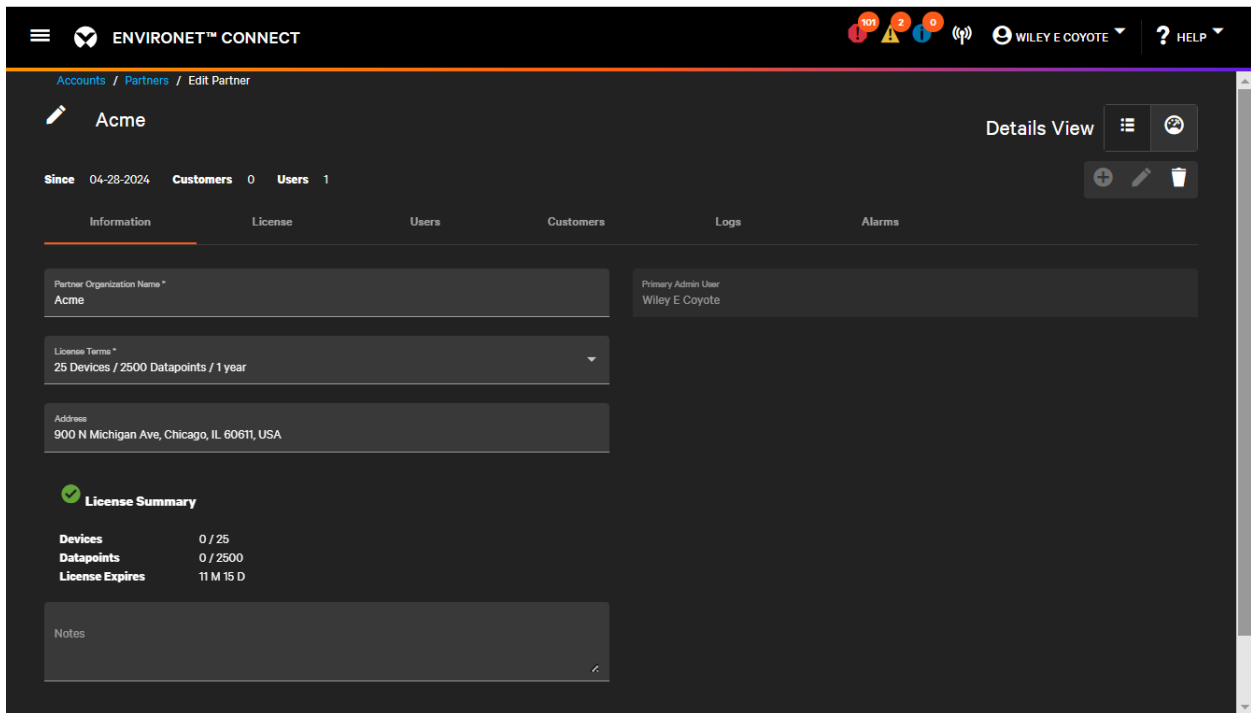 ENVIRONET™ CONNECT
101
2
0
WILEY E COYOTE
? HELP
Accounts / Partners / Edit Partner
Acme
Details View
Since 04-28-2024 Customers 0 Users 1
Information License Users Customers Logs Alarms
Partner Organization Name *
Acme
Primary Admin User
Wiley E Coyote
License Terms *
25 Devices / 2500 Datapoints / 1 year
Address
900 N Michigan Ave, Chicago, IL 60611, USA
License Summary
Devices 0 / 25
Datapoints 0 / 2500
License Expires 11 M 15 D
Notes